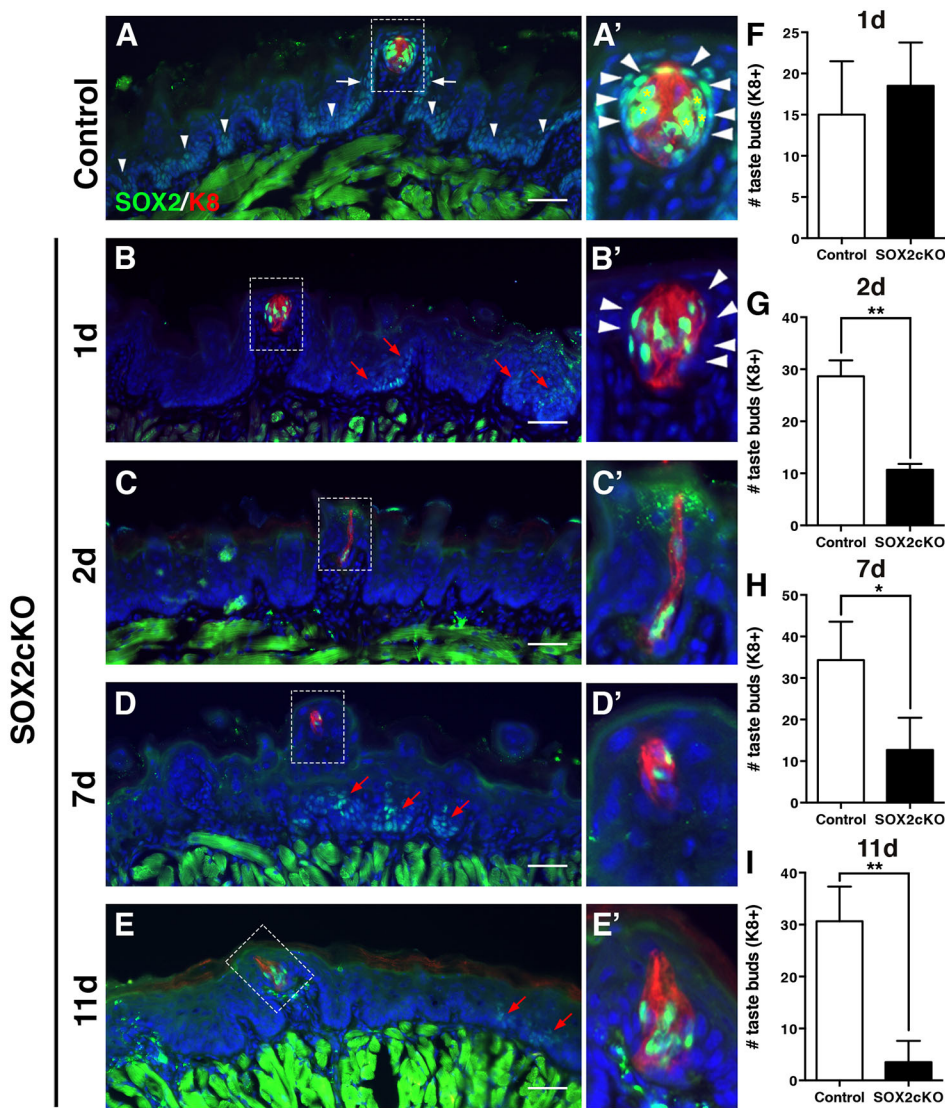 Control
A
SOX2/K8
A'
F
1d
# taste buds (K8+)
25
20
15
10
5
0
Control
SOX2cKO
SOX2cKO
1d
B
B'
G
2d
# taste buds (K8+)
40
30
20
10
0
**
Control
SOX2cKO
2d
C
C'
H
7d
# taste buds (K8+)
50
40
30
20
10
0
*
Control
SOX2cKO
7d
D
D'
I
11d
# taste buds (K8+)
40
30
20
10
0
**
Control
SOX2cKO
11d
E
E'